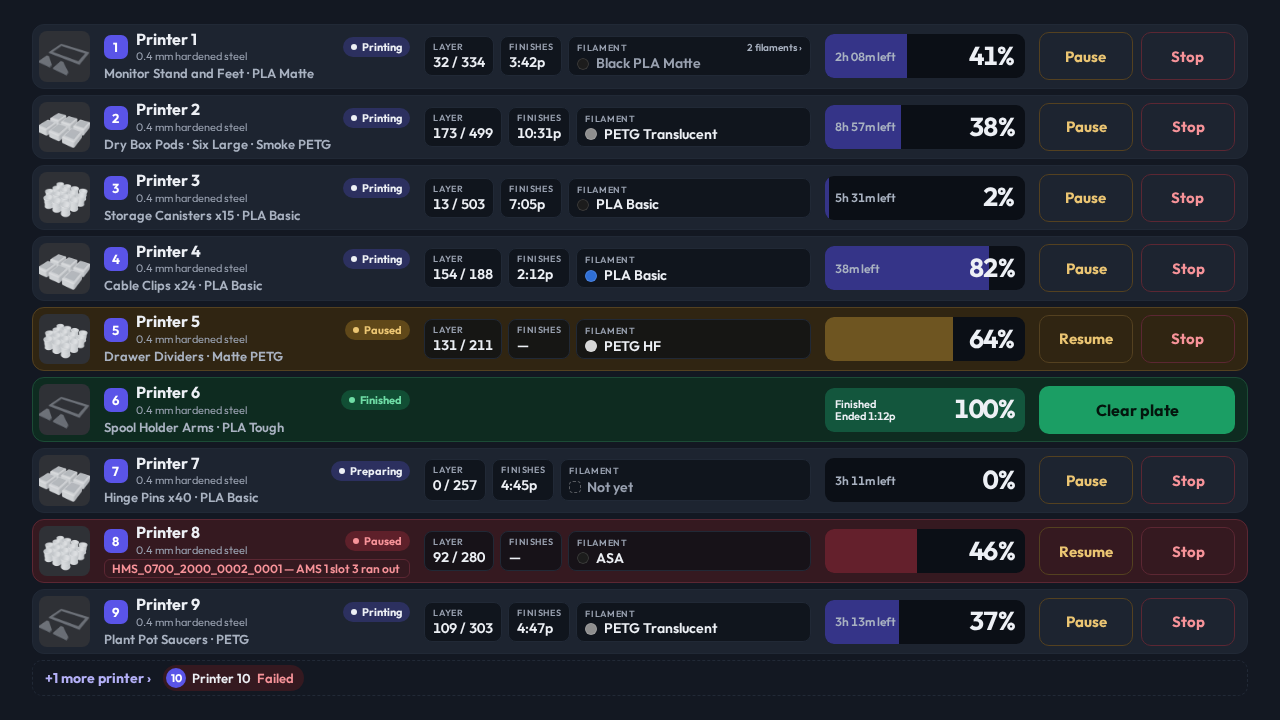 1 Printer 1
0.4 mm hardened steel
Monitor Stand and Feet · PLA Matte
Printing
LAYER
32 / 334
FINISHES
3:42p
FILAMENT
2 filaments ›
Black PLA Matte
2h 08m left
41%
Pause
Stop
2 Printer 2
0.4 mm hardened steel
Dry Box Pods · Six Large · Smoke PETG
Printing
LAYER
173 / 499
FINISHES
10:31p
FILAMENT
PETG Translucent
8h 57m left
38%
Pause
Stop
3 Printer 3
0.4 mm hardened steel
Storage Canisters x15 · PLA Basic
Printing
LAYER
13 / 503
FINISHES
7:05p
FILAMENT
PLA Basic
5h 31m left
2%
Pause
Stop
4 Printer 4
0.4 mm hardened steel
Cable Clips x24 · PLA Basic
Printing
LAYER
154 / 188
FINISHES
2:12p
FILAMENT
PLA Basic
38m left
82%
Pause
Stop
5 Printer 5
0.4 mm hardened steel
Drawer Dividers · Matte PETG
Paused
LAYER
131 / 211
FINISHES
—
FILAMENT
PETG HF
64%
Resume
Stop
6 Printer 6
0.4 mm hardened steel
Spool Holder Arms · PLA Tough
Finished
Finished
Ended 1:12p
100%
Clear plate
7 Printer 7
0.4 mm hardened steel
Hinge Pins x40 · PLA Basic
Preparing
LAYER
0 / 257
FINISHES
4:45p
FILAMENT
Not yet
3h 11m left
0%
Pause
Stop
8 Printer 8
0.4 mm hardened steel
HMS_0700_2000_0002_0001 — AMS 1 slot 3 ran out
Paused
LAYER
92 / 280
FINISHES
—
FILAMENT
ASA
46%
Resume
Stop
9 Printer 9
0.4 mm hardened steel
Plant Pot Saucers · PETG
Printing
LAYER
109 / 303
FINISHES
4:47p
FILAMENT
PETG Translucent
3h 13m left
37%
Pause
Stop
+1 more printer ›
10 Printer 10 Failed